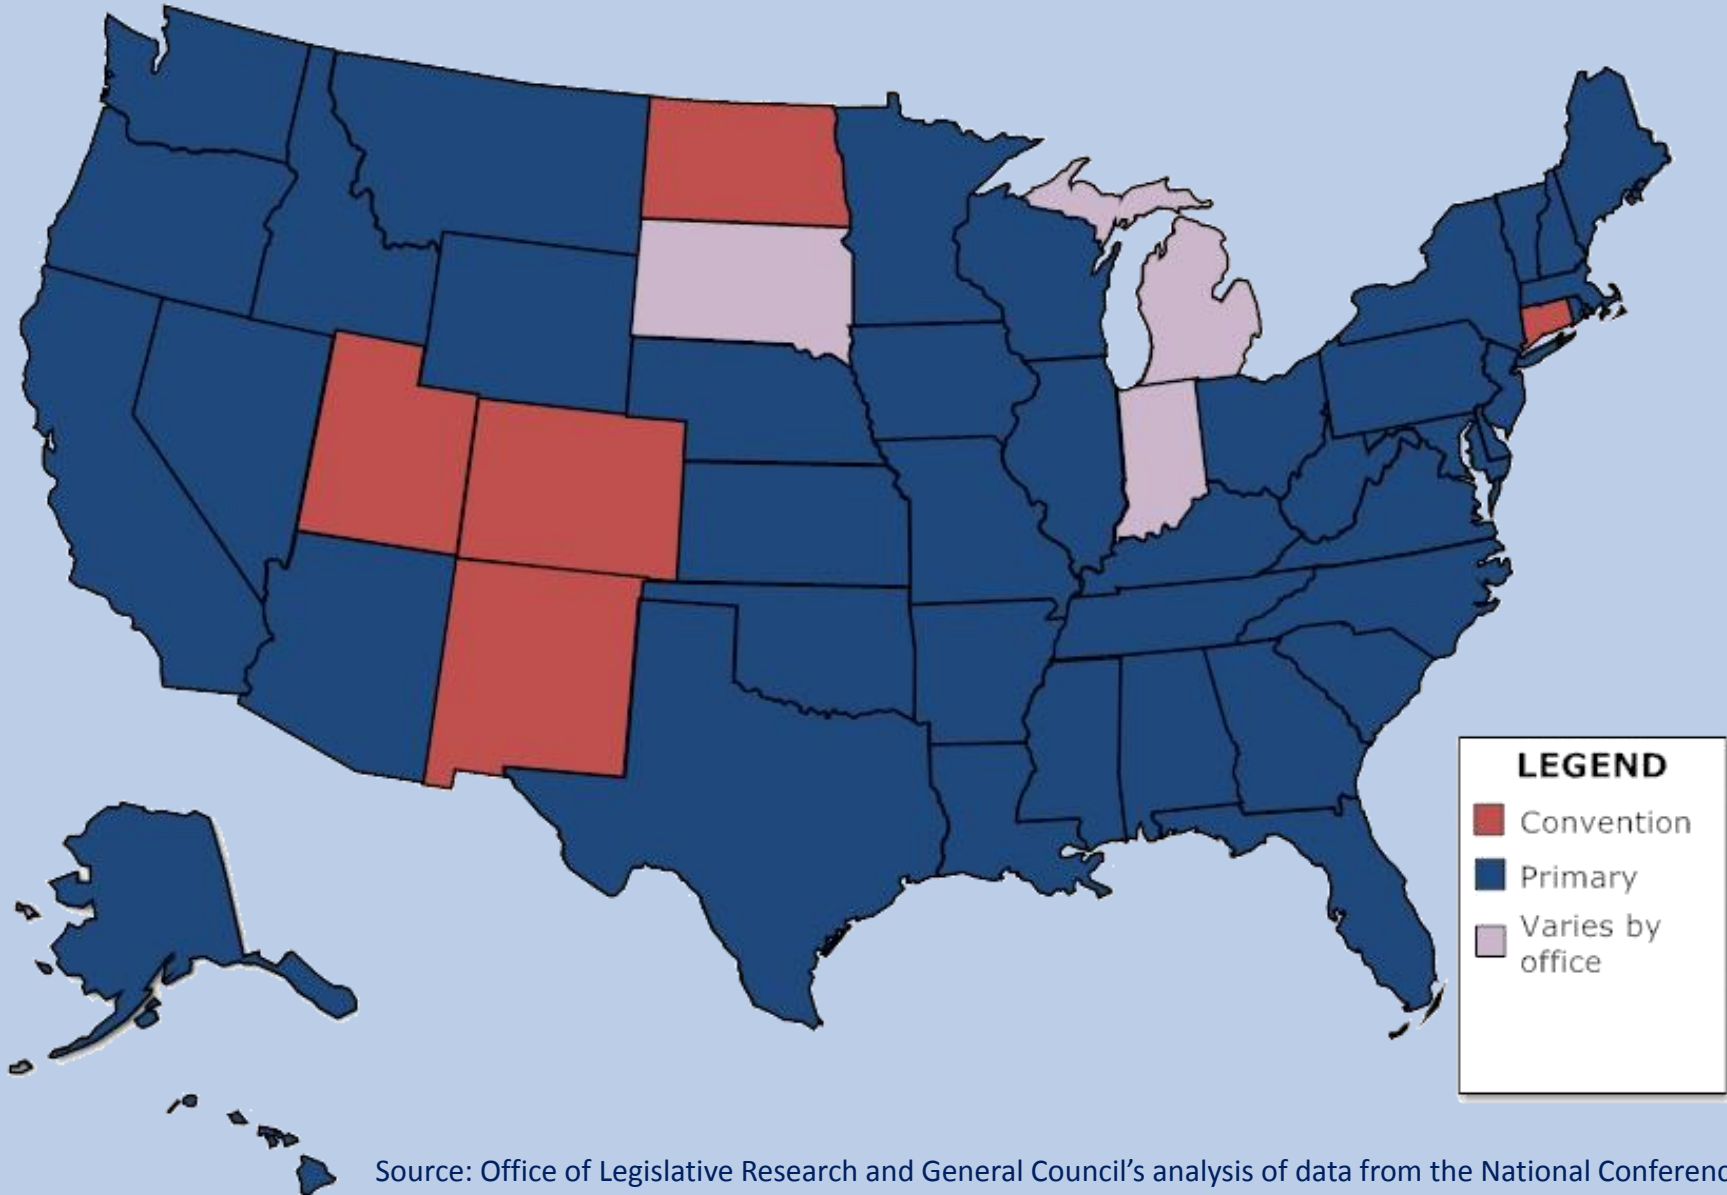 LEGEND
Convention
Primary
Varies by
office
Source: Office of Legislative Research and General Council’s analysis of data from the National